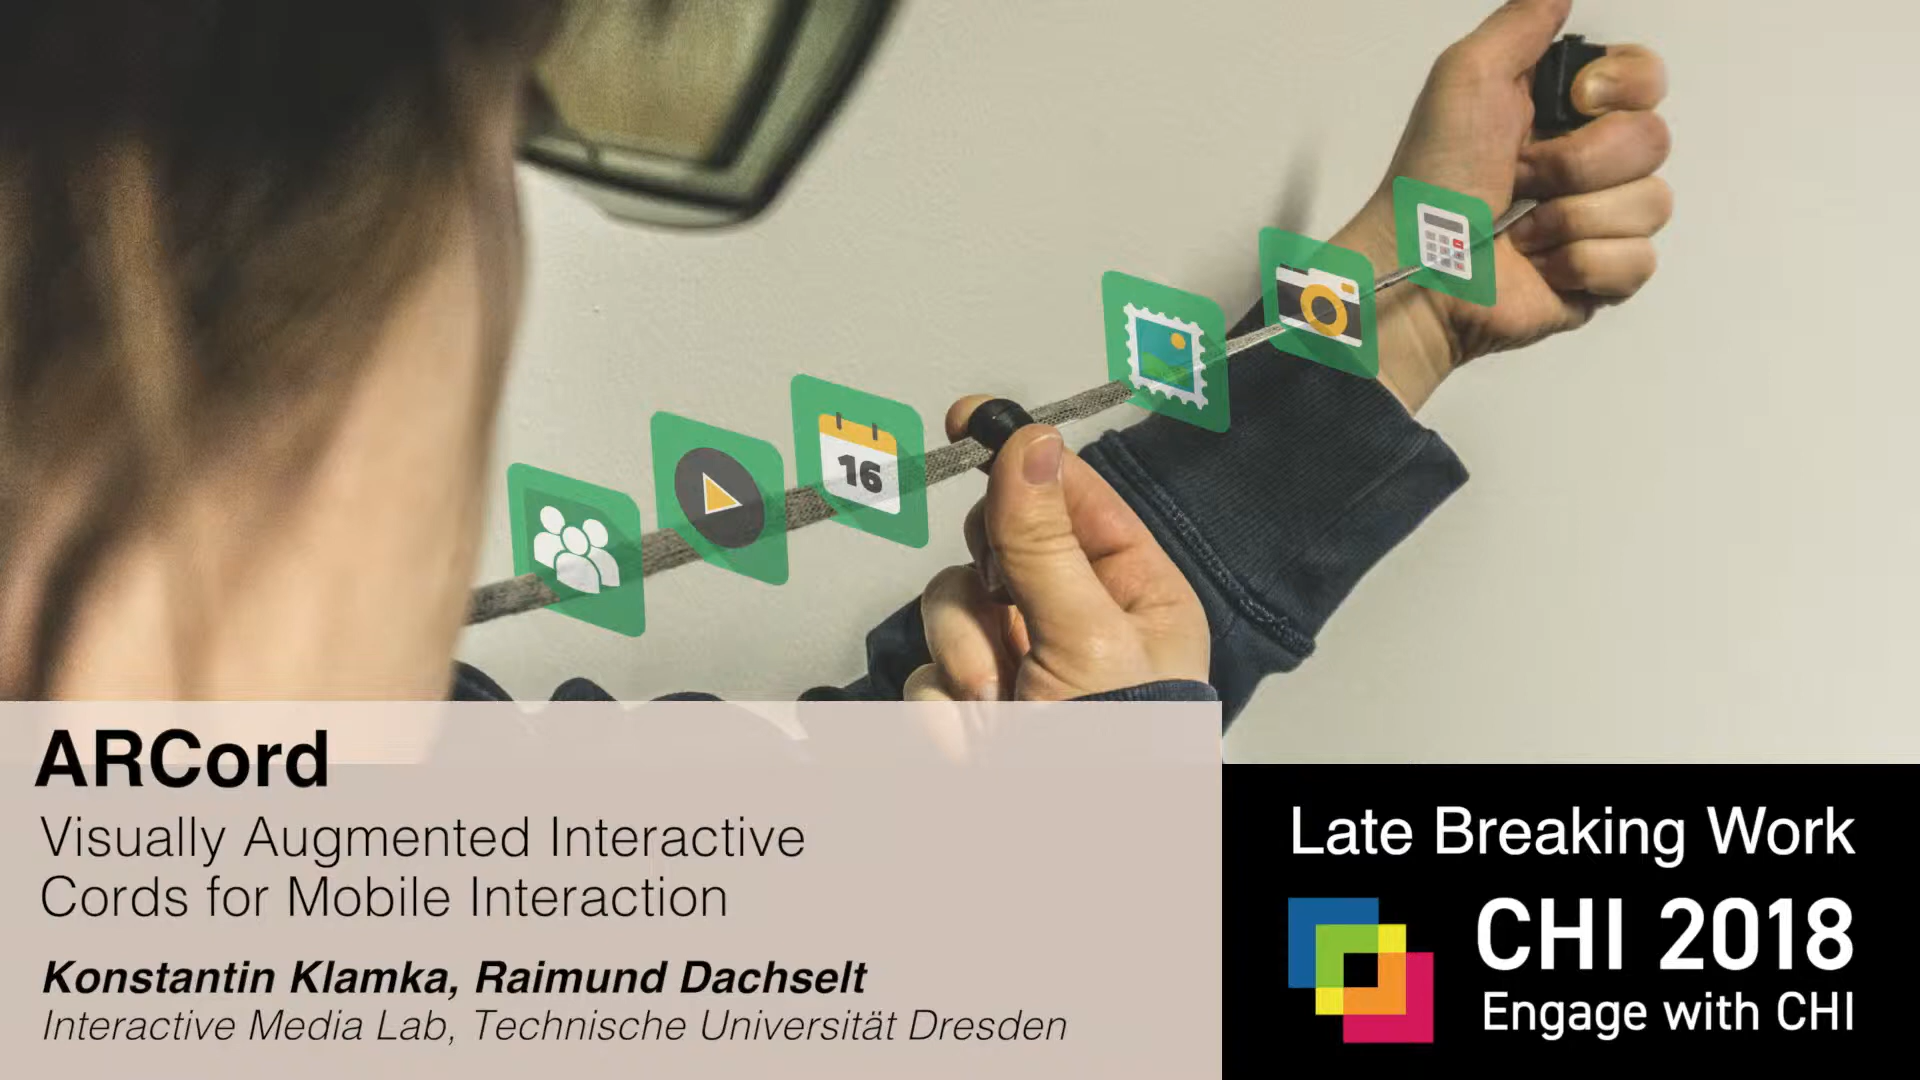 16
ARCord
Visually Augmented Interactive
Cords for Mobile Interaction
Konstantin Klamka, Raimund Dachselt
Interactive Media Lab, Technische Universität Dresden
Late Breaking Work
CHI 2018
Engage with CHI